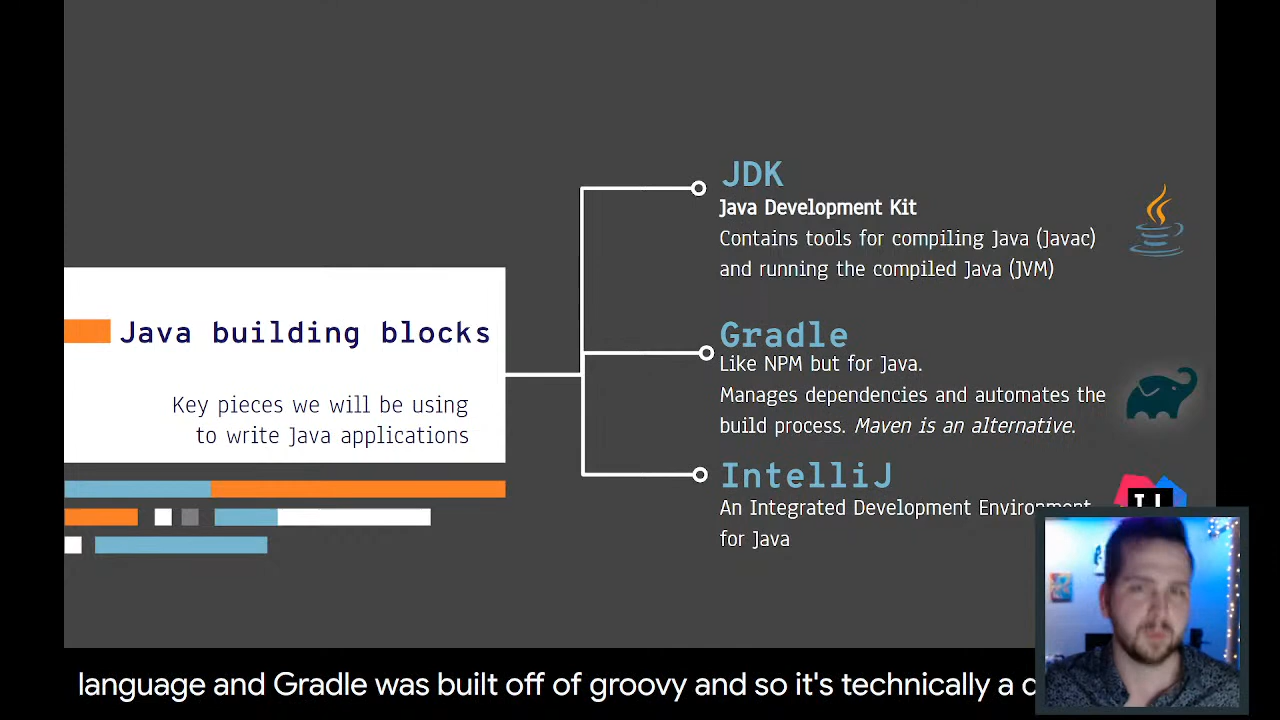 Java building blocks
Key pieces we will be using
to write Java applications
JDK
Java Development Kit
Contains tools for compiling Java (Javac)
and running the compiled Java (JVM)
Gradle
Like NPM but for Java.
Manages dependencies and automates the
build process. Maven is an alternative.
IntelliJ
An Integrated Development Environment
for Java
language and Gradle was built off of groovy and so it's technically a